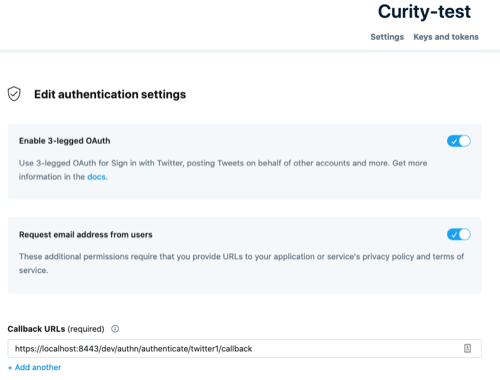 Curity-test
Settings Keys and tokens
Edit authentication settings
Enable 3-legged OAuth
Use 3-legged OAuth for Sign in with Twitter, posting Tweets on behalf of other accounts and more. Get more
information in the docs.
Request email address from users
These additional permissions require that you provide URLs to your application or service's privacy policy and terms of
service.
Callback URLs (required)
https://localhost:8443/dev/authn/authenticate/twitter1/callback
+ Add another